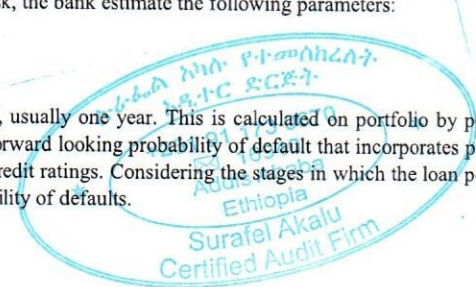 k, the bank estimate the following parameters:
, usually one year. This is calculated on portfolio by p
orward looking probability of default that incorporates p
redit ratings. Considering the stages in which the loan p
ility of defaults.
አካሉ የተመሰከረለት
ኦዲተር ድርጅት
Addis Ababa
Ethiopia
Surafel Akalu
Certified Audit Firm